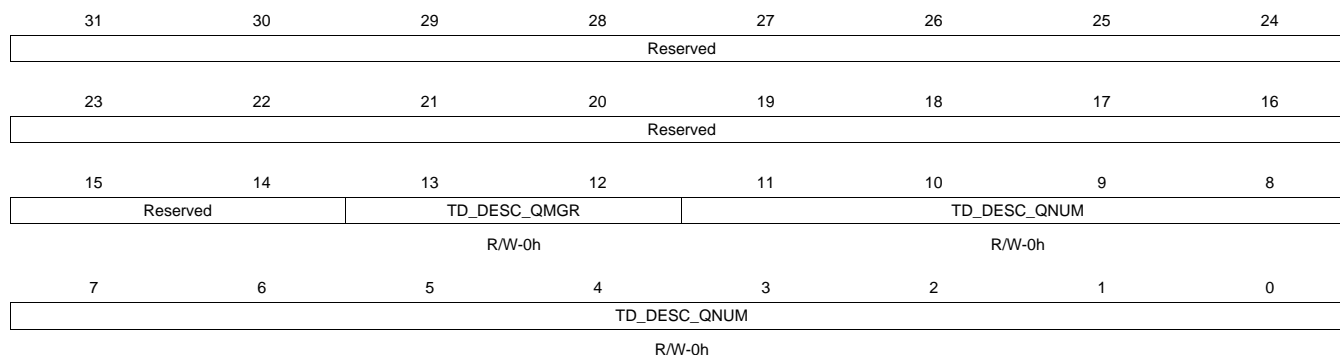 31 30 29 28 27 26 25 24
Reserved
23 22 21 20 19 18 17 16
Reserved
15 14 13 12 11 10 9 8
Reserved TD_DESC_QMGR TD_DESC_QNUM
R/W-0h R/W-0h
7 6 5 4 3 2 1 0
TD_DESC_QNUM
R/W-0h